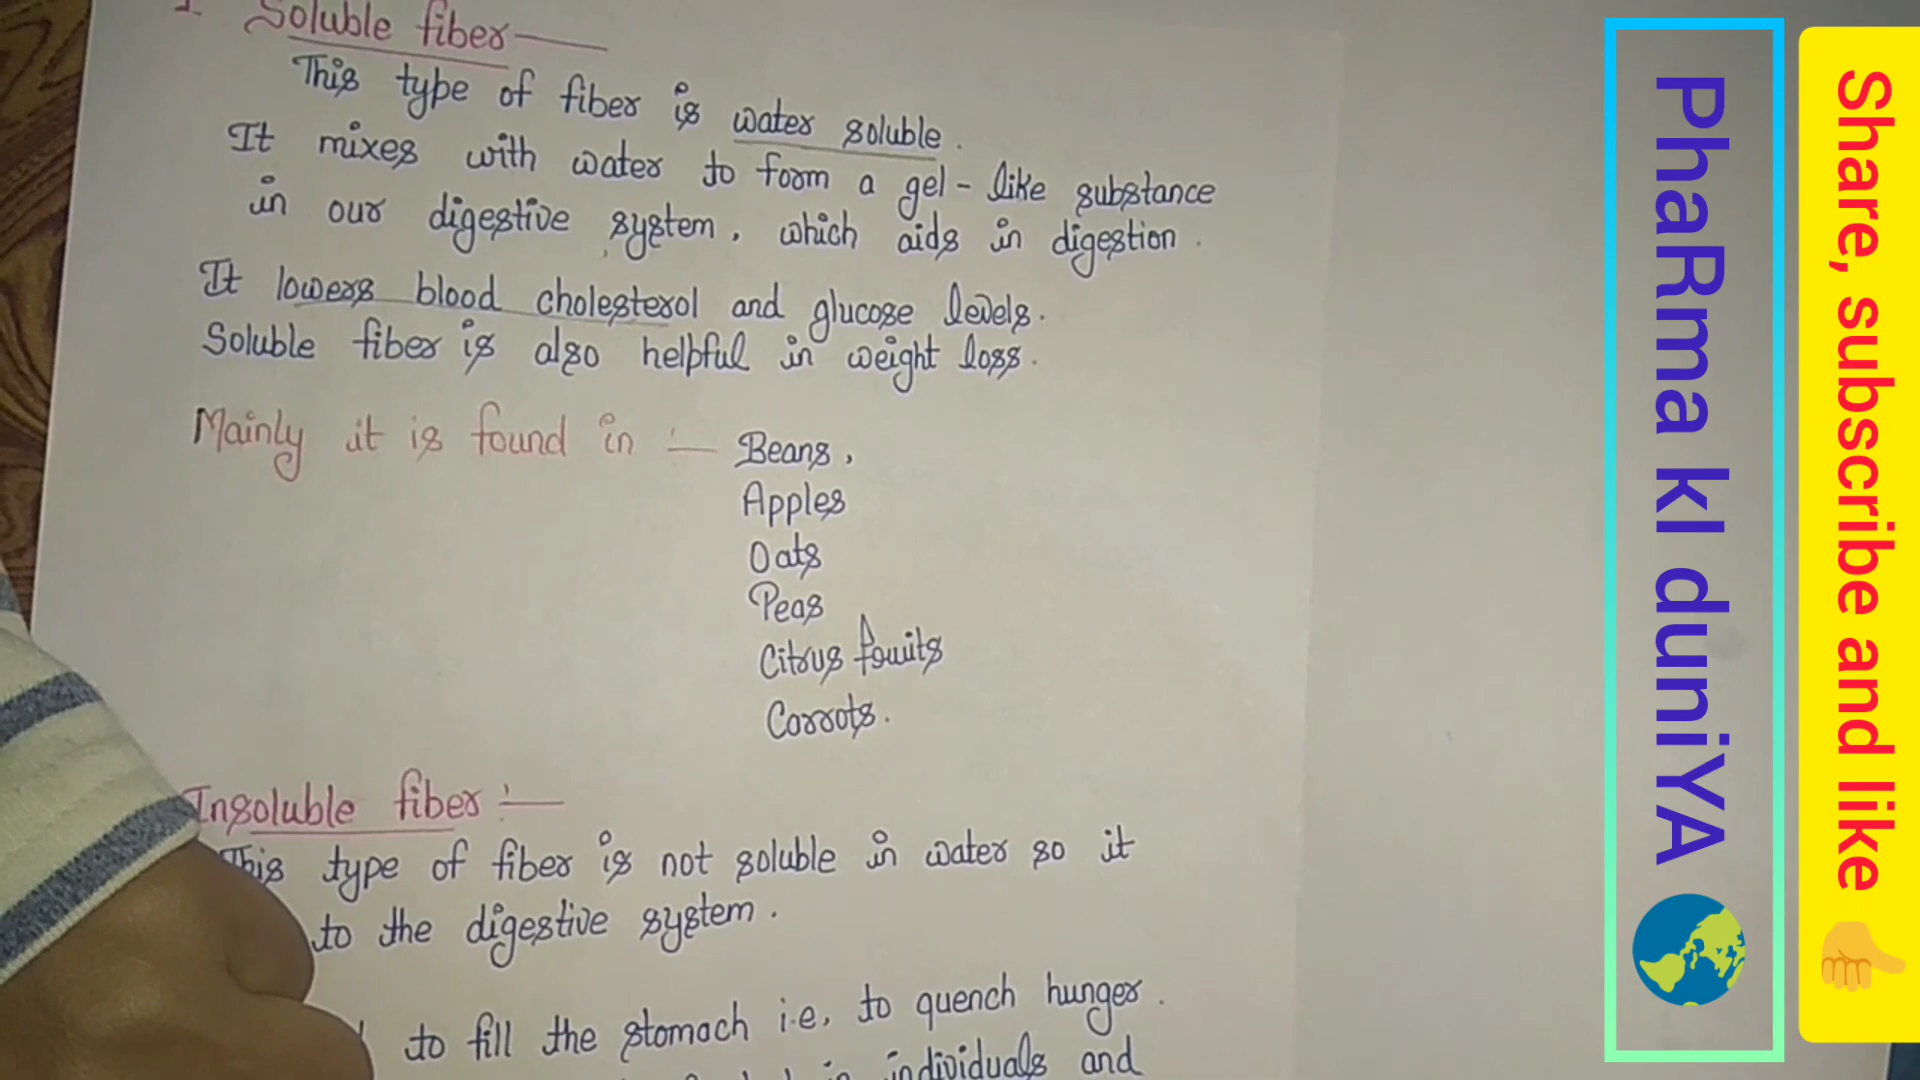 Soluble fiber —
This type of fiber is water soluble.
It mixes with water to form a gel-like substance
in our digestive system, which aids in digestion.
It lowers blood cholesterol and glucose levels.
Soluble fiber is also helpful in weight loss.
Mainly it is found in :— Beans,
Apples
Oats
Peas
Citrus fruits
Carrots.
Insoluble fiber :—
This type of fiber is not soluble in water so it
to the digestive system.
to fill the stomach i.e, to quench hunger.
in individuals and
PhaRma kI duniYA
Share, subscribe and like